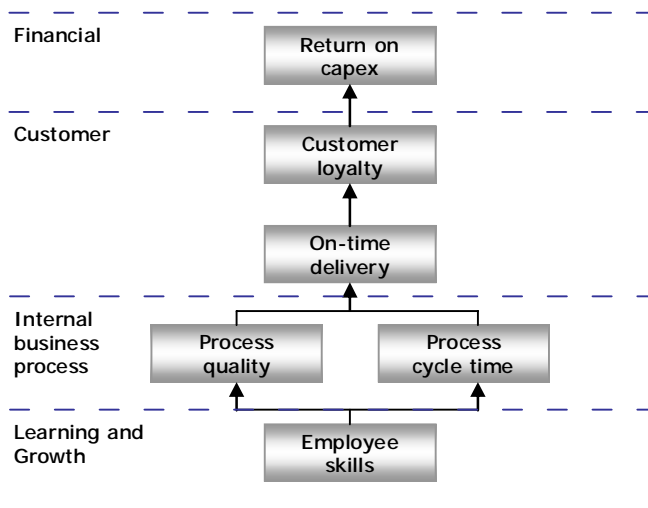 Financial
Return on
capex
Customer
Customer
loyalty
On-time
delivery
Internal
business
process
Process
quality
Process
cycle time
Learning and
Growth
Employee
skills